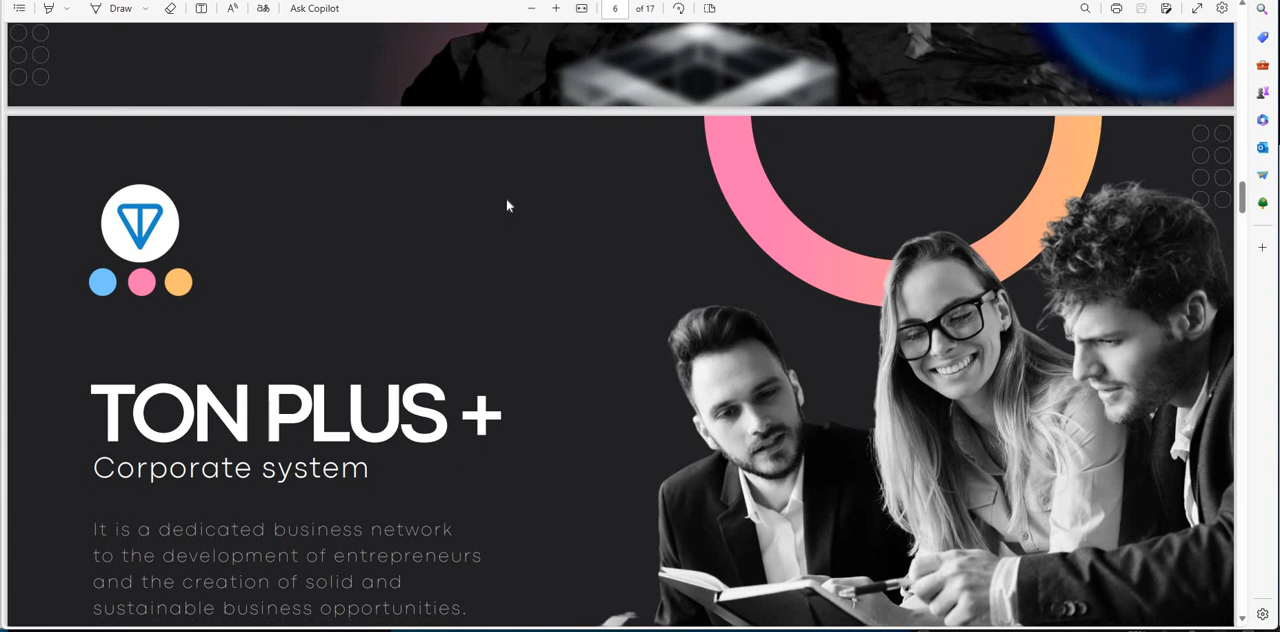 Draw
Ask Copilot
6
of 17
TON PLUS +
Corporate system
It is a dedicated business network
to the development of entrepreneurs
and the creation of solid and
sustainable business opportunities.